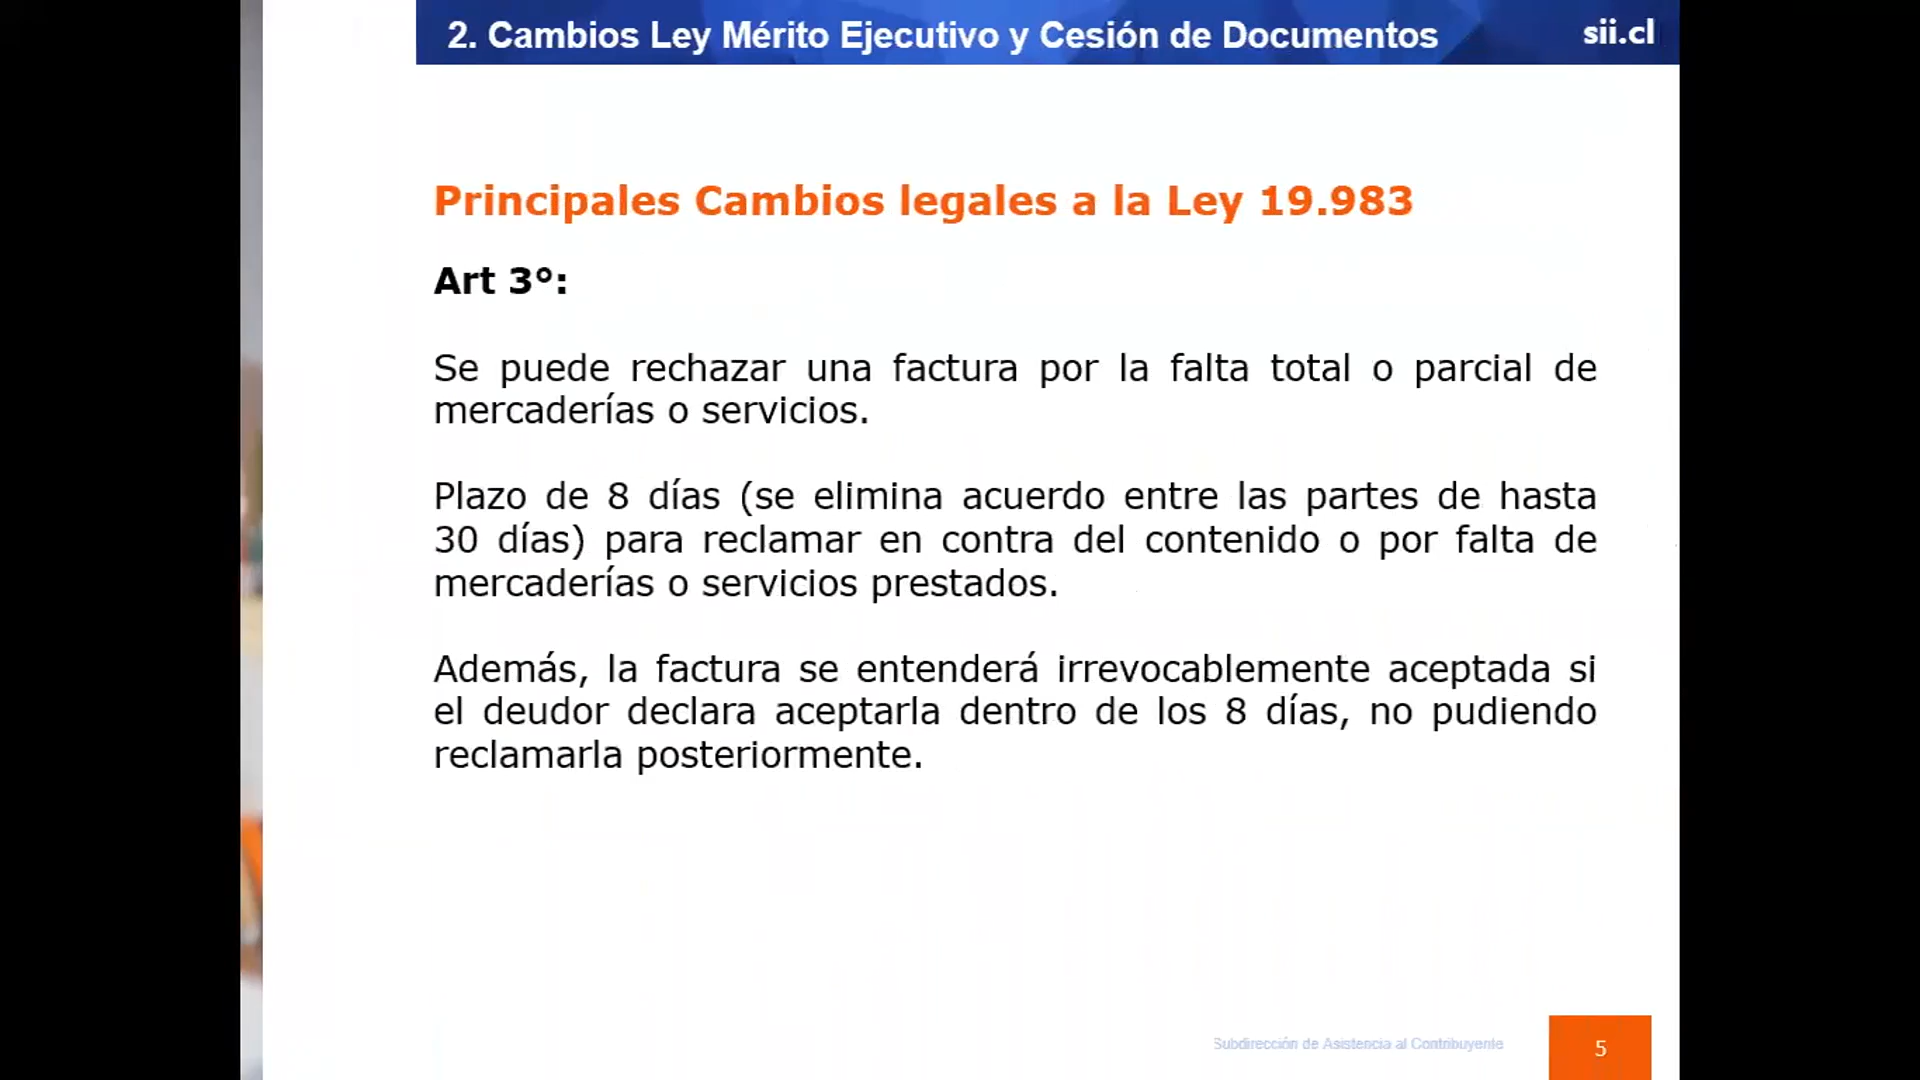 2. Cambios Ley Mérito Ejecutivo y Cesión de Documentos
sii.cl
Principales Cambios legales a la Ley 19.983
Art 3°:
Se puede rechazar una factura por la falta total o parcial de
mercaderías o servicios.
Plazo de 8 días (se elimina acuerdo entre las partes de hasta
30 días) para reclamar en contra del contenido o por falta de
mercaderías o servicios prestados.
Además, la factura se entenderá irrevocablemente aceptada si
el deudor declara aceptarla dentro de los 8 días, no pudiendo
reclamarla posteriormente.
Subdirección de Asistencia al Contribuyente
5